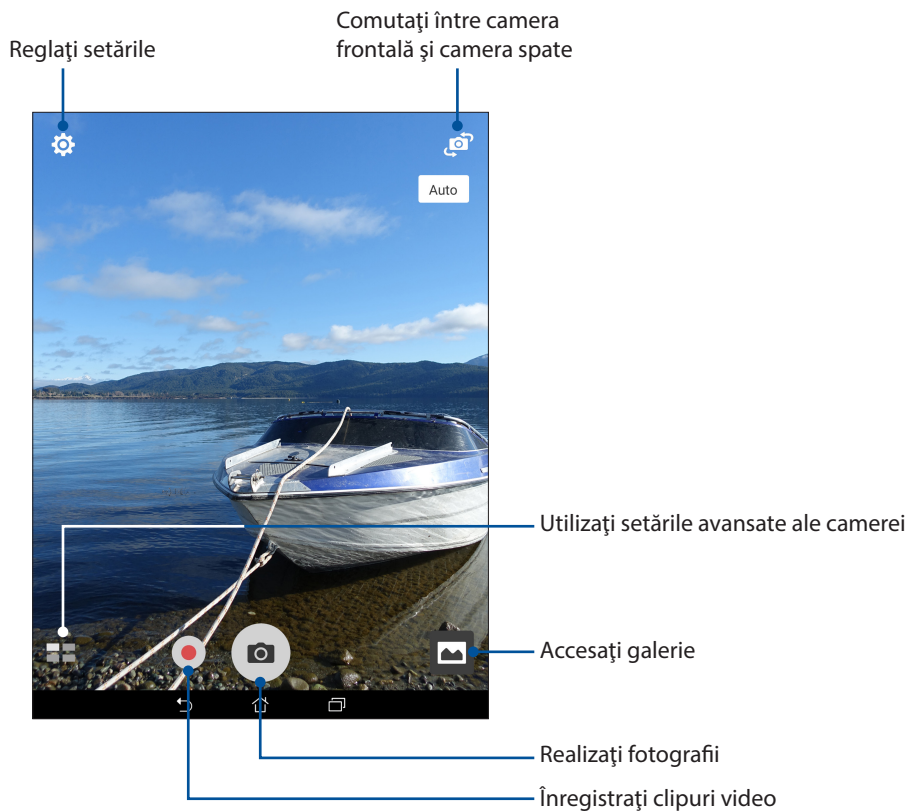 Comutaţi între camera
frontală şi camera spate
Reglaţi setările
Auto
Utilizaţi setările avansate ale camerei
Accesaţi galerie
Realizaţi fotografii
Înregistraţi clipuri video